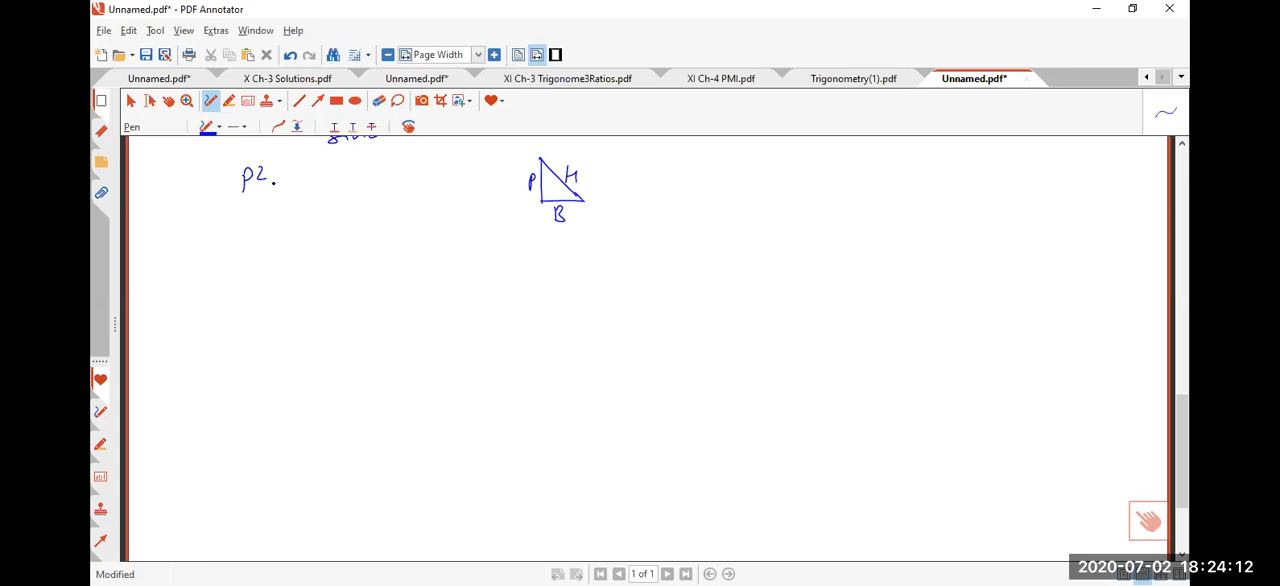 Unnamed.pdf* - PDF Annotator
File Edit Tool View Extras Window Help
Page Width
Unnamed.pdf* X Ch-3 Solutions.pdf Unnamed.pdf* XI Ch-3 Trigonome3Ratios.pdf XI Ch-4 PMI.pdf Trigonometry(1).pdf Unnamed.pdf*
Pen
P2.
P H
B
1 of 1
Modified
2020-07-02 18:24:12